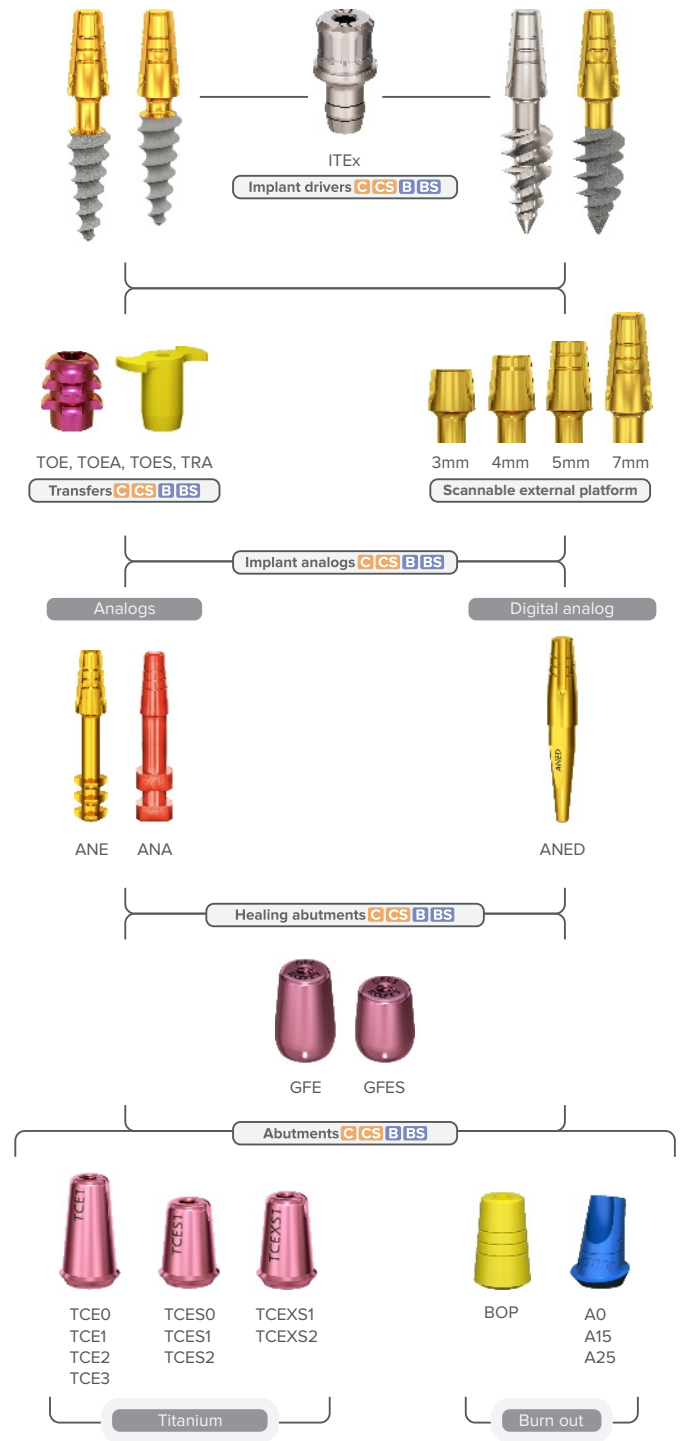 ITEx
Implant drivers C CS B BS
TOE, TOEA, TOES, TRA
Transfers C CS B BS
3mm 4mm 5mm 7mm
Scannable external platform
Implant analogs C CS B BS
Analogs
Digital analog
ANED
ANE ANA
ANED
Healing abutments C CS B BS
GFE
GFES
GFE GFES
Abutments C CS B BS
TCE1
TCES1
TCEXS1
TCE0
TCE1
TCE2
TCE3
TCES0
TCES1
TCES2
TCEXS1
TCEXS2
BOP
A0
A15
A25
Titanium
Burn out